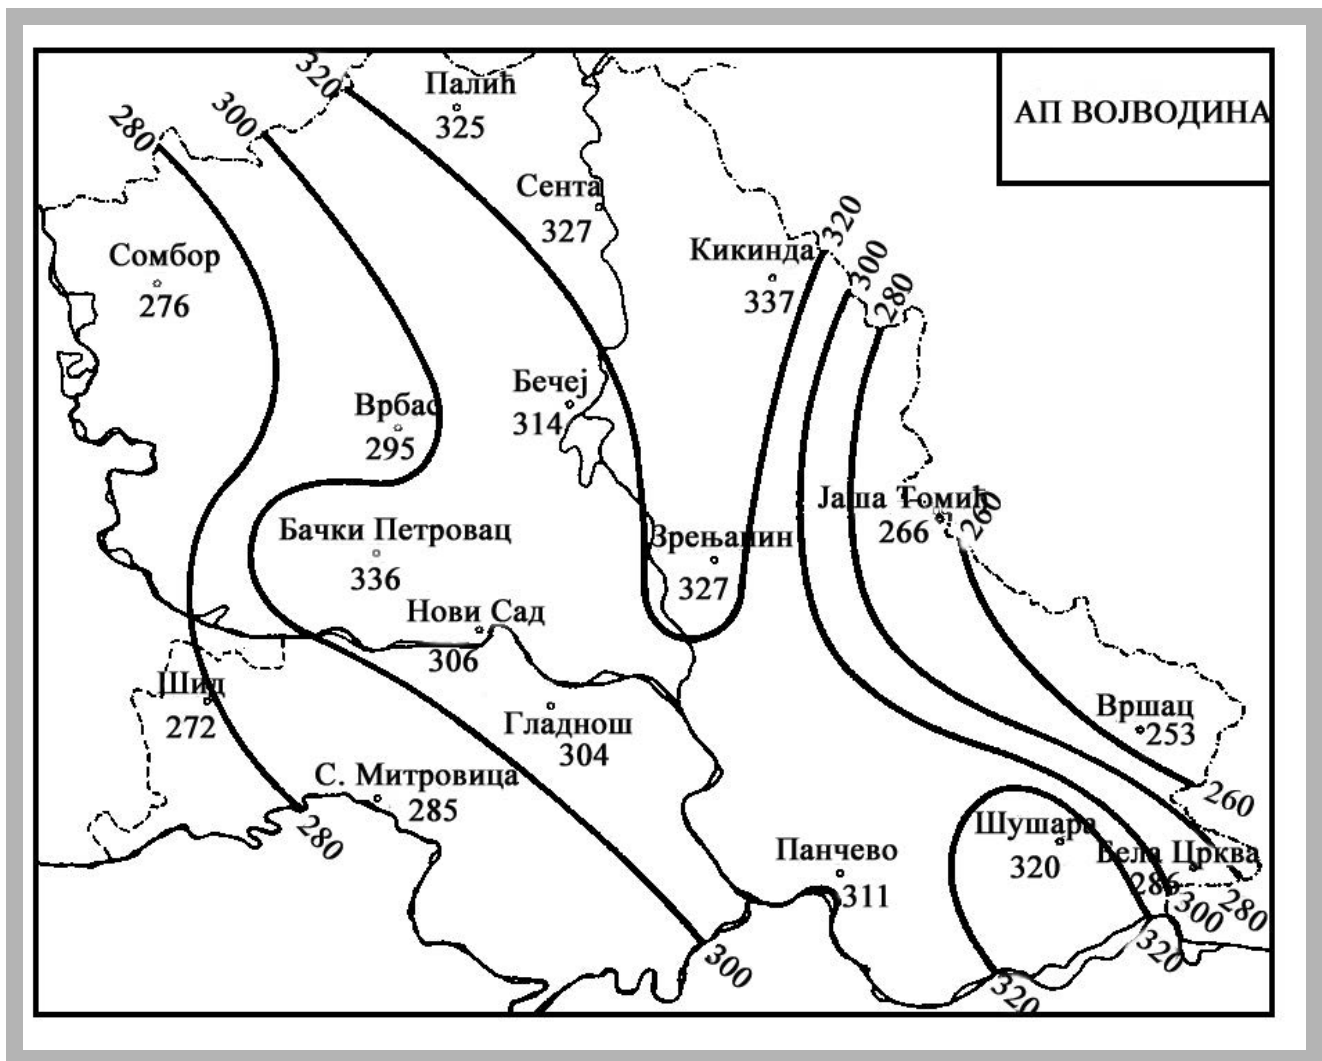 320
Палић
325
АП ВОЈВОДИНА
280
300
Сента
327
320
Сомбор
276
Кикинда
337
300
280
Бечеј
314
Врбас
295
Јаша Томић
266
260
Бачки Петровац
336
Зрењанин
327
Нови Сад
306
Шид
272
Гладнош
304
Вршац
253
С. Митровица
285
280
260
Шушара
320
Панчево
311
Бела Црква
286
300
280
320
300
320